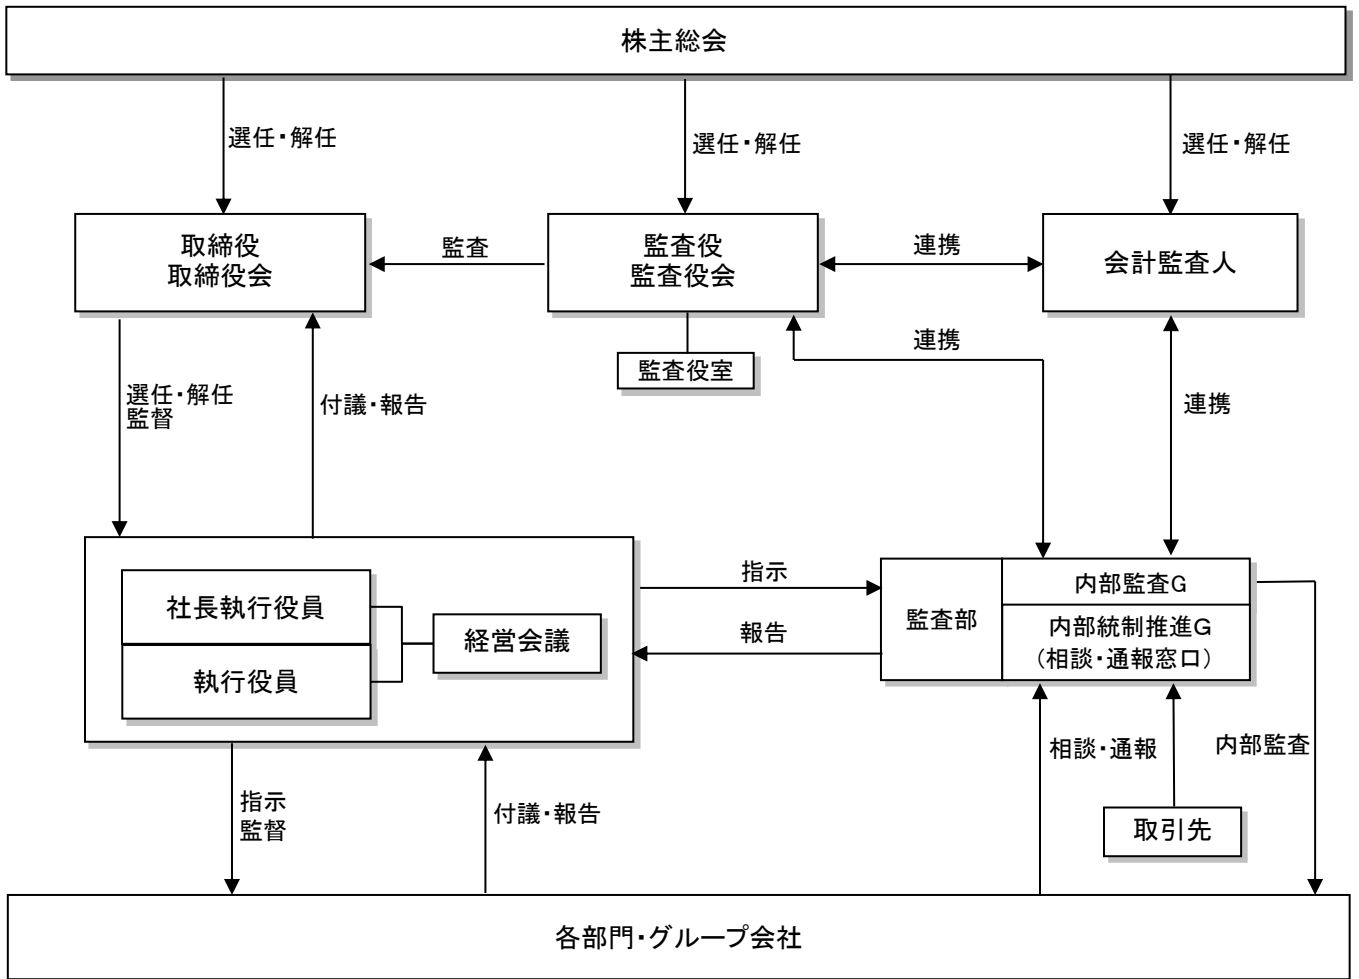 株主総会
選任・解任
選任・解任
選任・解任
取締役
取締役会
監査
監査役
監査役会
連携
会計監査人
監査役室
連携
選任・解任
監督
付議・報告
連携
社長執行役員
執行役員
経営会議
指示
報告
監査部
内部監査G
内部統制推進G
(相談・通報窓口)
指示
監督
付議・報告
相談・通報
内部監査
取引先
各部門・グループ会社